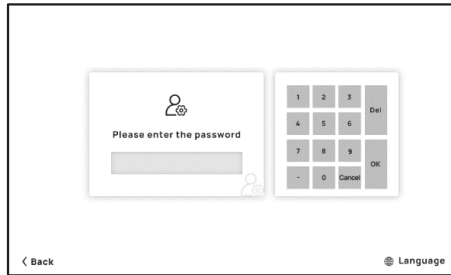 Please enter the password
1 2 3 Del
4 5 6
7 8 9 OK
- 0 Cancel
Back
Language